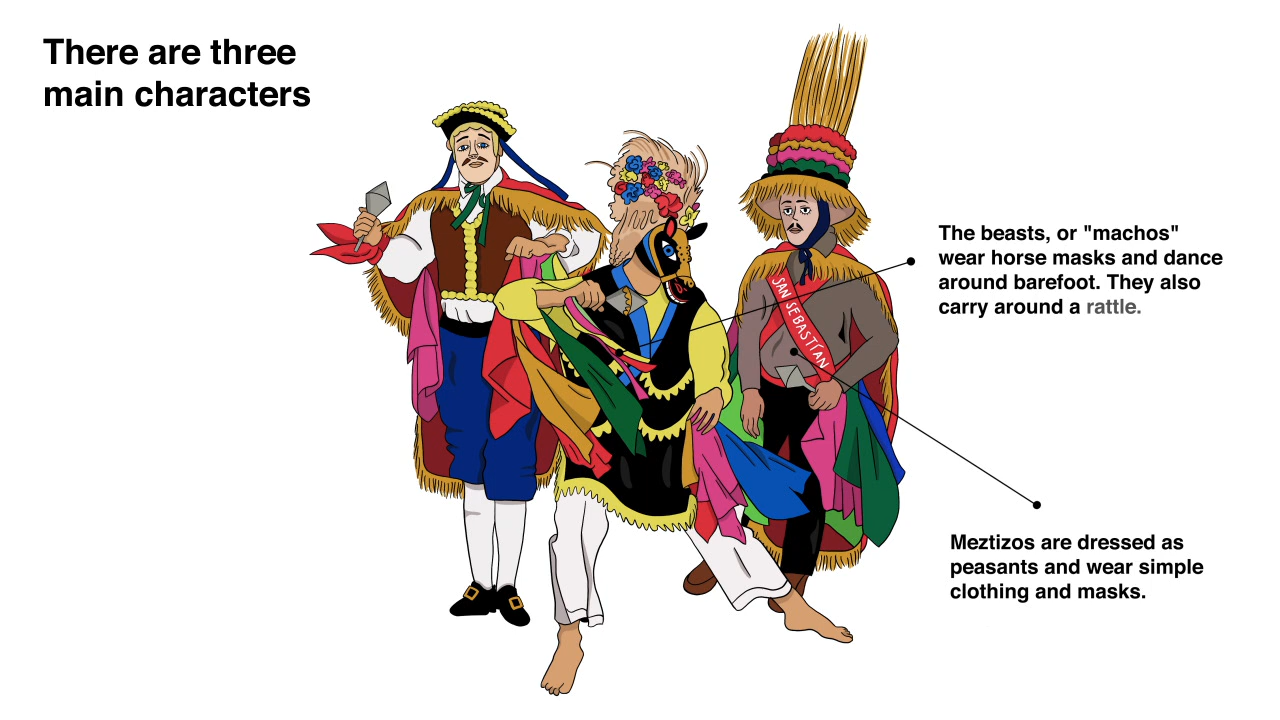 There are three
main characters
SAN SEBASTÍAN
The beasts, or "machos"
wear horse masks and dance
around barefoot. They also
carry around a rattle.
Meztizos are dressed as
peasants and wear simple
clothing and masks.